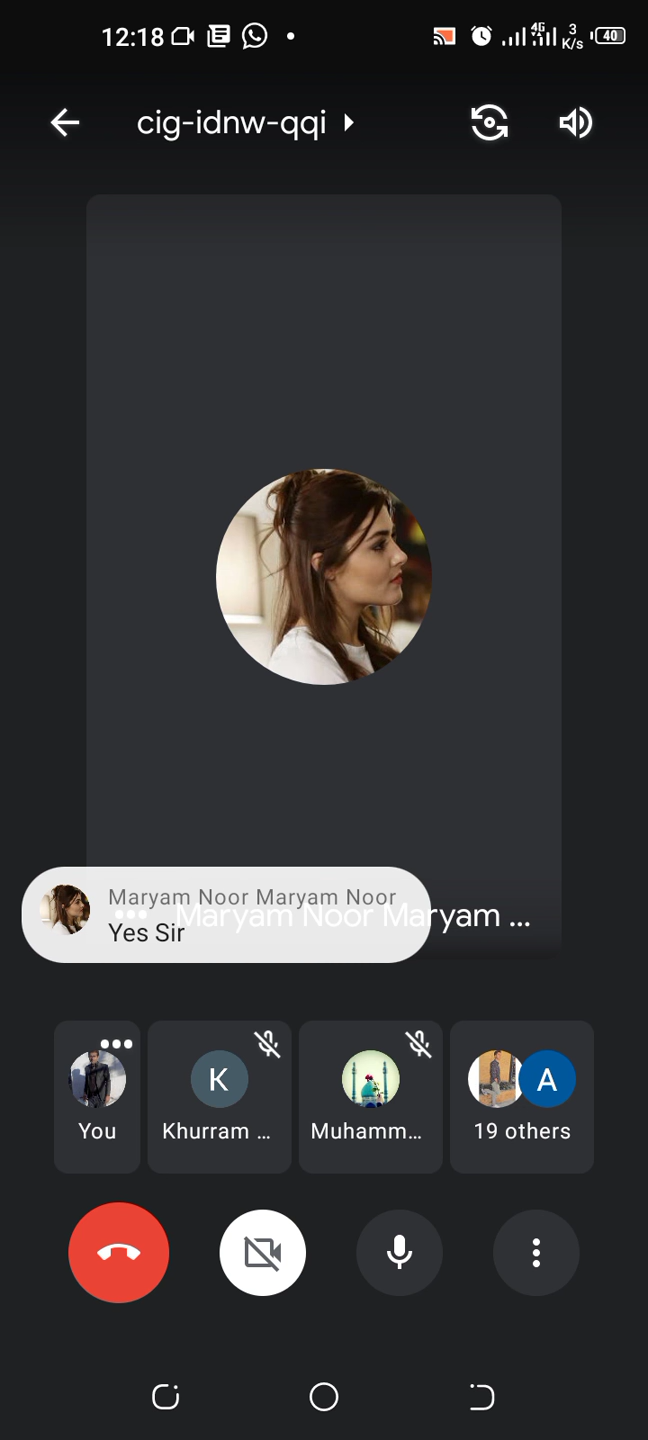 12:18
4G
3
K/s
40
cig-idnw-qqi
Maryam Noor Maryam Noor
Yes Sir
Maryam Noor Maryam ...
You
K
Khurram ...
Muhamm...
A
19 others